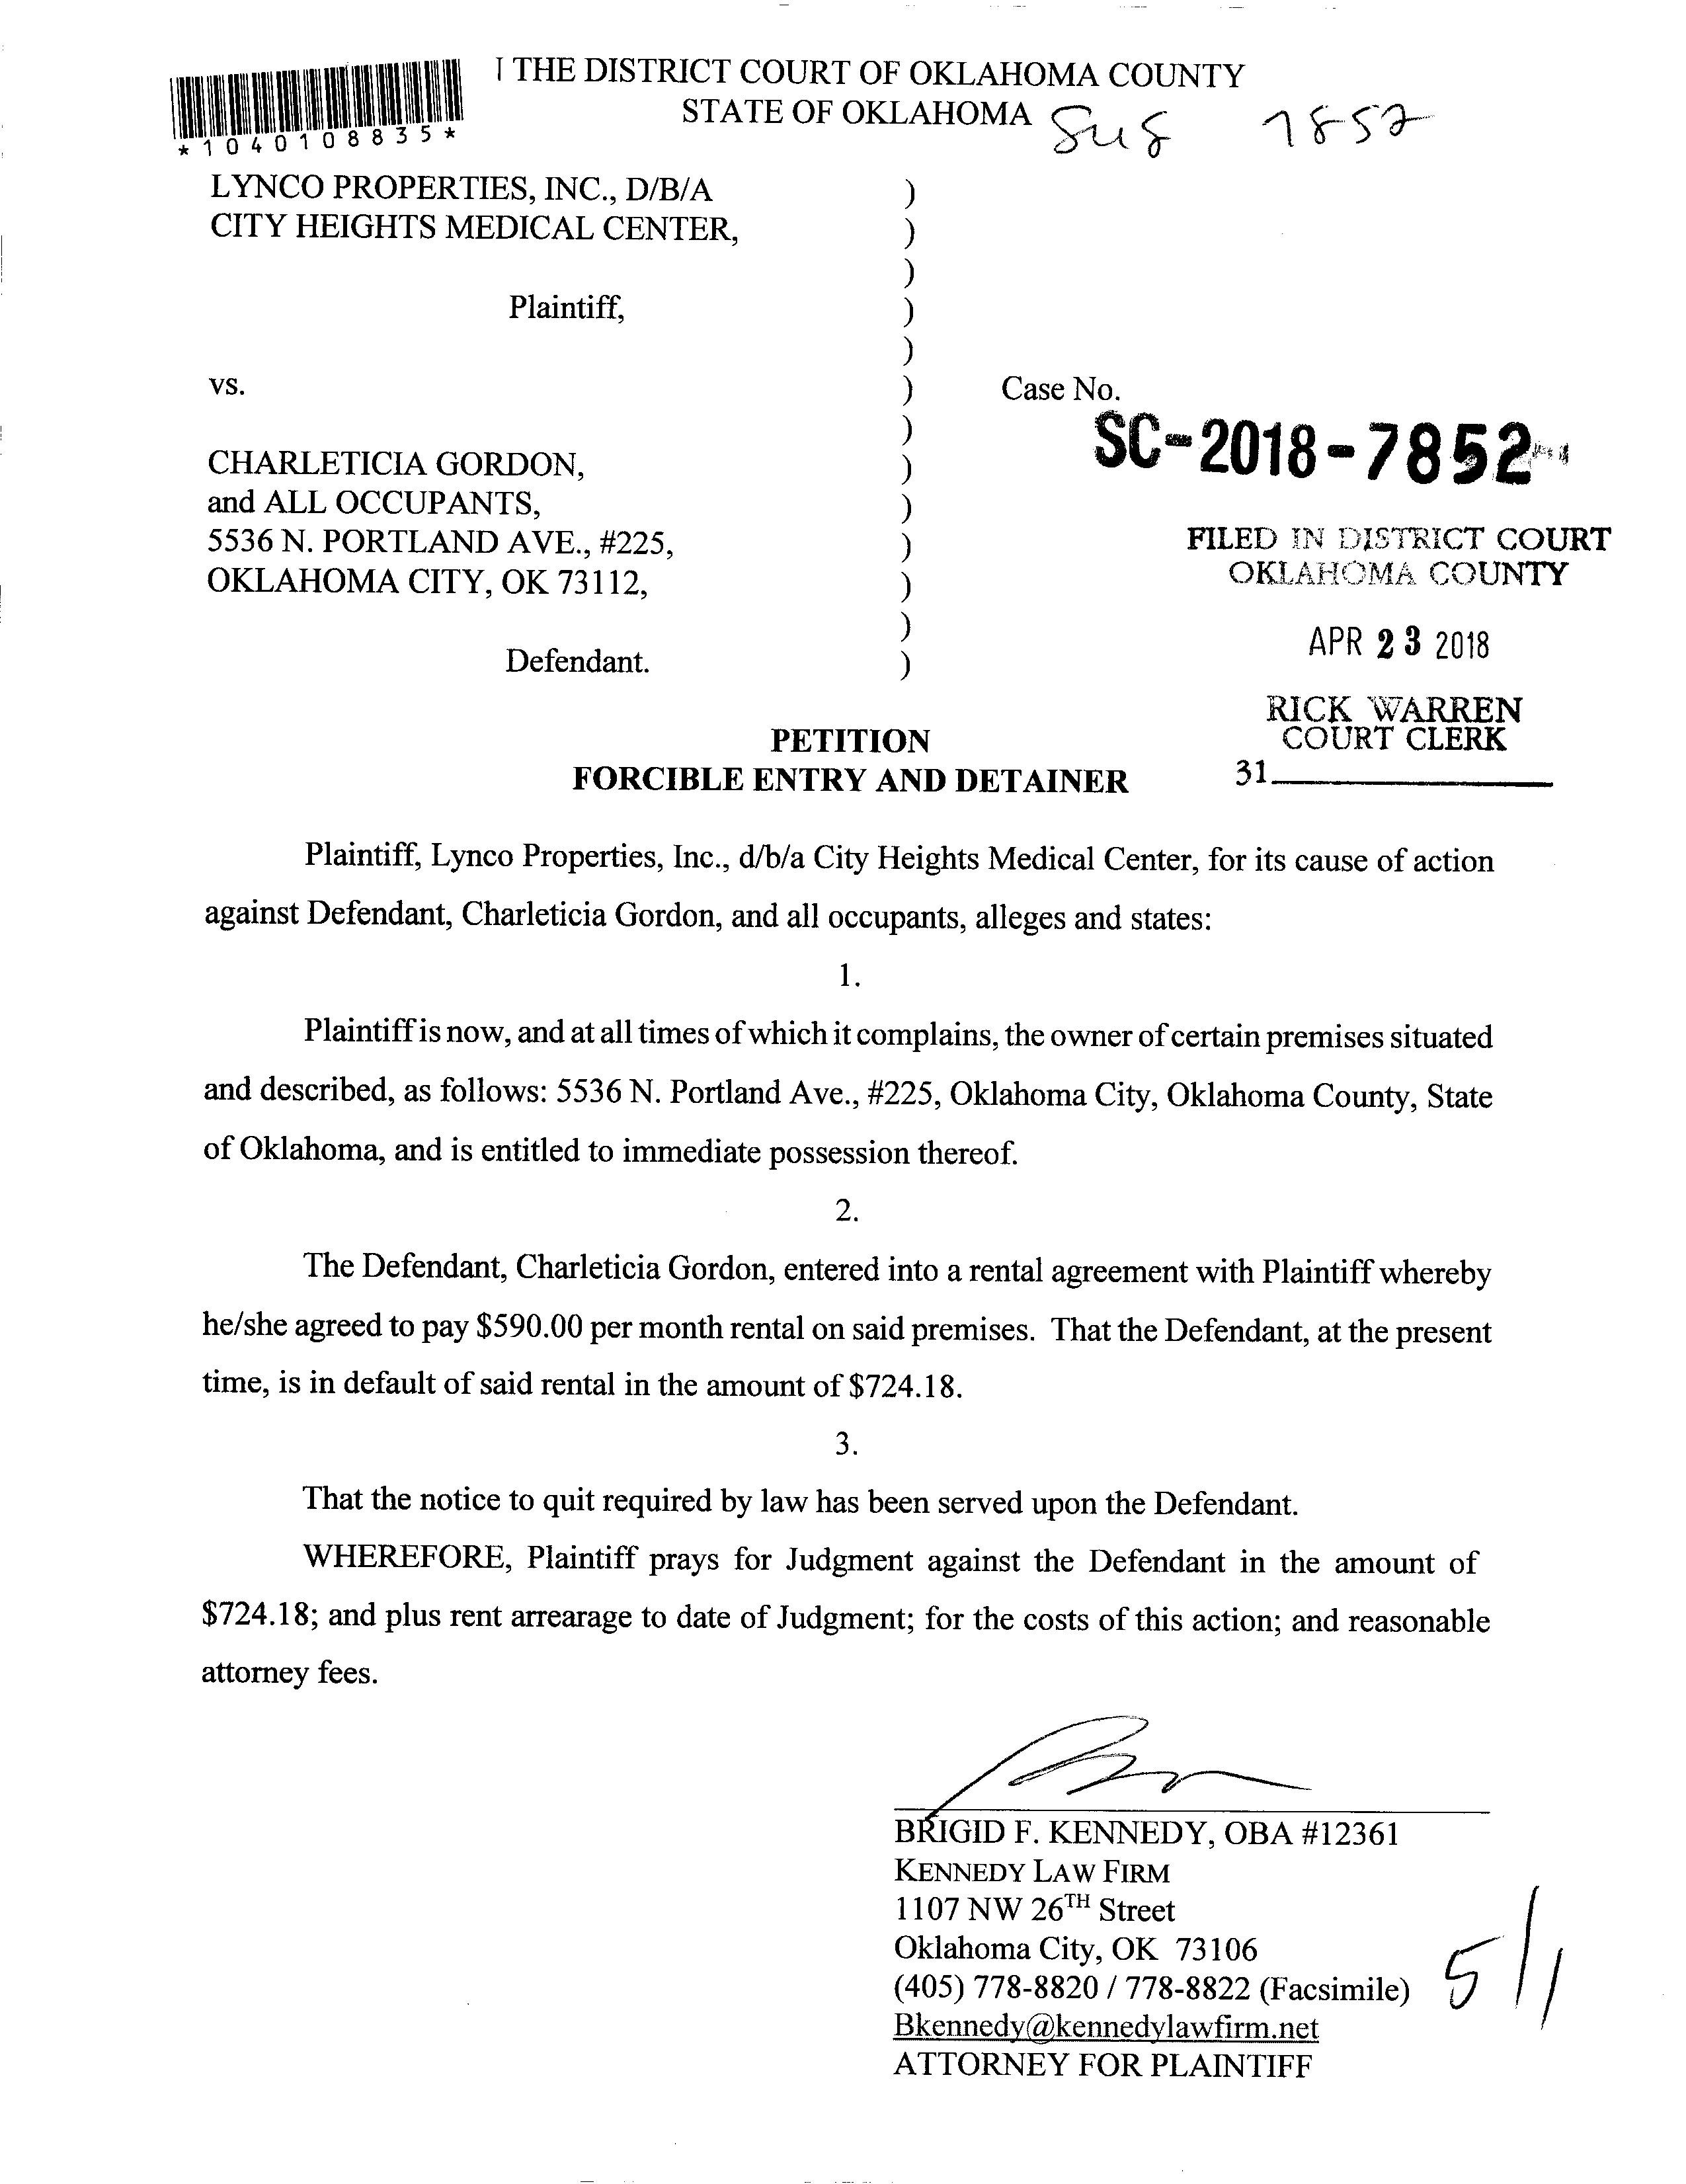 THE DISTRICT COURT OF OKLAHOMA COUNTY
STATE OF OKLAHOMA
*1040108835*
7852
LYNCO PROPERTIES, INC., D/B/A )
CITY HEIGHTS MEDICAL CENTER, )
)
Plaintiff, )
)
vs. ) Case No.
) SC-2018-7852
CHARLETICIA GORDON, )
and ALL OCCUPANTS, )
5536 N. PORTLAND AVE., #225, ) FILED IN DISTRICT COURT
OKLAHOMA CITY, OK 73112, ) OKLAHOMA COUNTY
)
Defendant. ) APR 23 2018
RICK WARREN
PETITION COURT CLERK
FORCIBLE ENTRY AND DETAINER 31
Plaintiff, Lynco Properties, Inc., d/b/a City Heights Medical Center, for its cause of action
against Defendant, Charleticia Gordon, and all occupants, alleges and states:
1.
Plaintiff is now, and at all times of which it complains, the owner of certain premises situated
and described, as follows: 5536 N. Portland Ave., #225, Oklahoma City, Oklahoma County, State
of Oklahoma, and is entitled to immediate possession thereof.
2.
The Defendant, Charleticia Gordon, entered into a rental agreement with Plaintiff whereby
he/she agreed to pay $590.00 per month rental on said premises. That the Defendant, at the present
time, is in default of said rental in the amount of $724.18.
3.
That the notice to quit required by law has been served upon the Defendant.
WHEREFORE, Plaintiff prays for Judgment against the Defendant in the amount of
$724.18; and plus rent arrearage to date of Judgment; for the costs of this action; and reasonable
attorney fees.
BRIGID F. KENNEDY, OBA #12361
KENNEDY LAW FIRM
1107 NW 26TH Street
Oklahoma City, OK 73106
(405) 778-8820 / 778-8822 (Facsimile)
Bkennedy@kennedylawfirm.net
ATTORNEY FOR PLAINTIFF
5/1